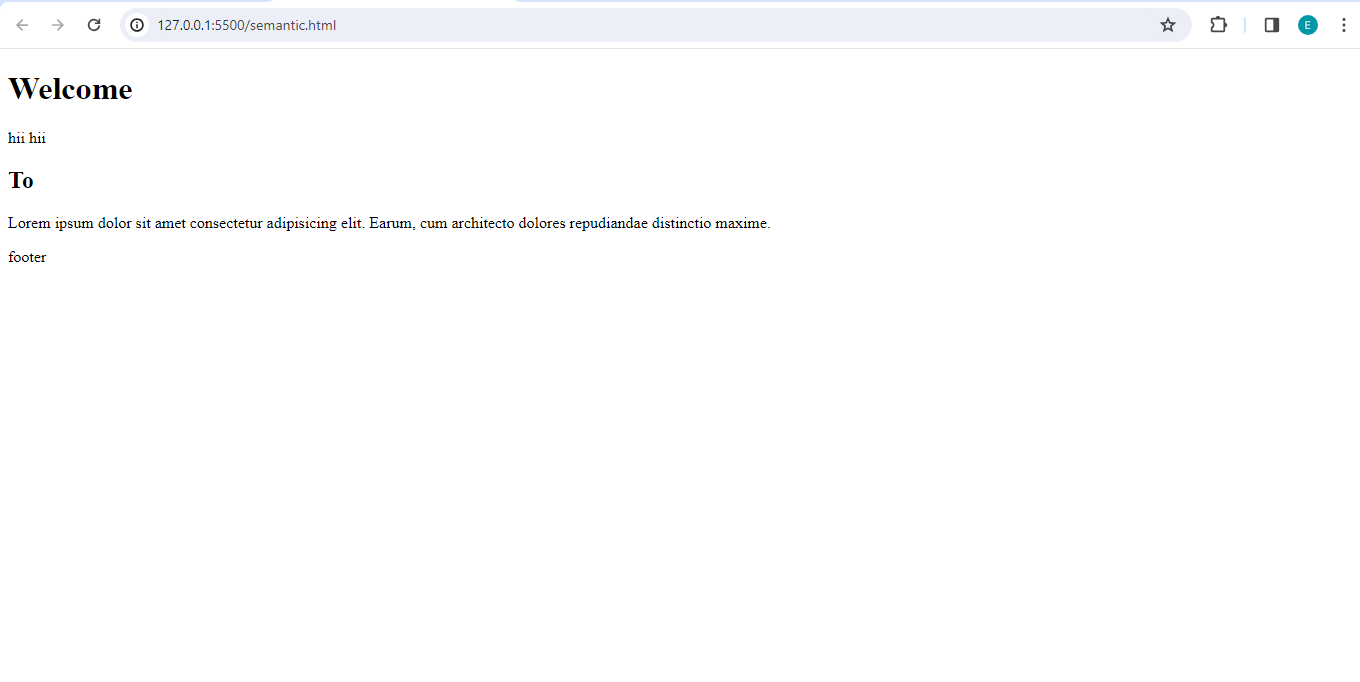 127.0.0.1:5500/semantic.html
E
Welcome
hii hii
To
Lorem ipsum dolor sit amet consectetur adipisicing elit. Earum, cum architecto dolores repudiandae distinctio maxime.
footer